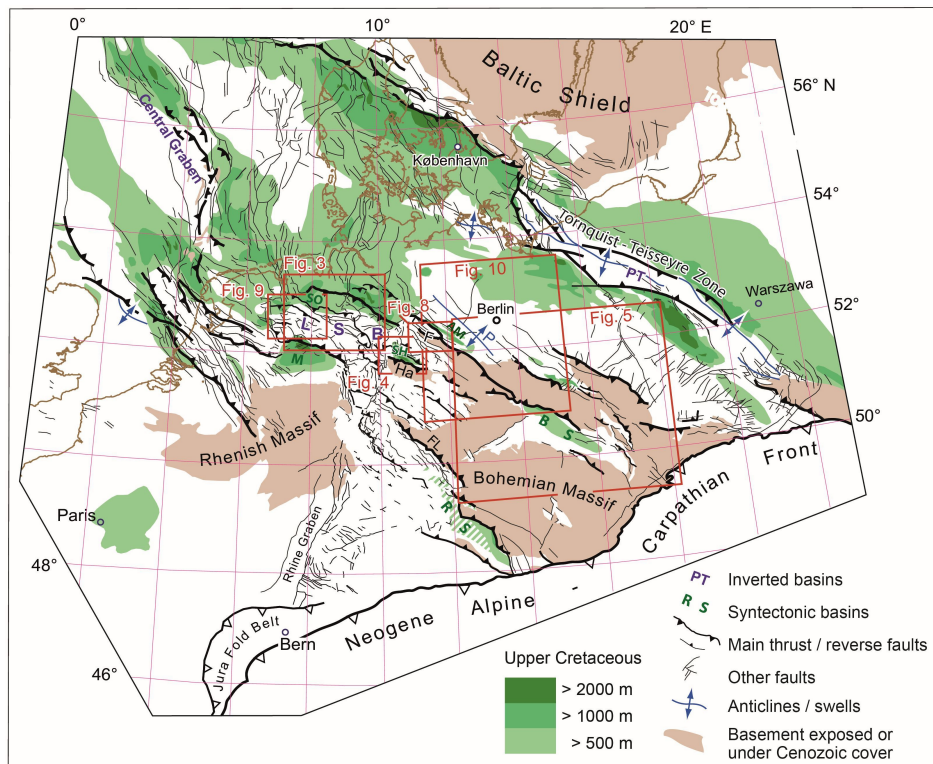 0°
10°
20° E
56° N
Baltic Shield
To
Central Graben
København
54°
Tornquist - Teisseyre Zone
PT
Fig. 3
Fig. 10
Warszawa
Fig. 9
SO
Fig. 8
Berlin
52°
L S B
F
AM
P
Fig. 5
M
SH
Ha
Fig. 4
50°
B S
Rhenish Massif
Fl
Bohemian Massif
Carpathian Front
R S
Paris
Rhine Graben
48°
Neogene Alpine -
Jura Fold Belt
Bern
46°
PT Inverted basins
R S Syntectonic basins
Main thrust / reverse faults
Other faults
Anticlines / swells
Basement exposed or
under Cenozoic cover
Upper Cretaceous
> 2000 m
> 1000 m
> 500 m